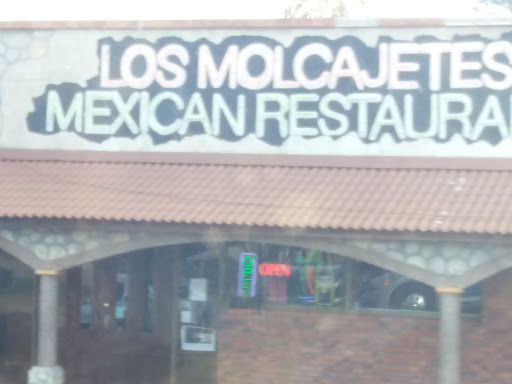 LOS MOLCAJETES
MEXICAN RESTAURA
OPEN